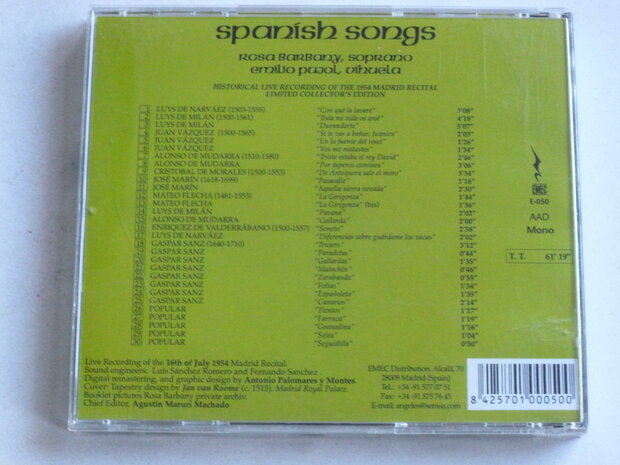 spanish songs
Rosa Barbany, soprano
Emilio Pujol, vihuela
HISTORICAL LIVE RECORDING OF THE 1954 MADRID RECITAL
LIMITED COLLECTOR'S EDITION
LUYS DE NARVÁEZ (1503-1555) "Con qué la lavaré" 3'08"
LUYS DE MILÁN (1500-1561) "Toda mi vida os amé" 4'18"
LUYS DE MILÁN "Durandarte" 5'07"
JUAN VÁZQUEZ (1500-1565) "Si te vas a bañar, Juanica" 2'03"
JUAN VÁZQUEZ "En la fuente del rosel" 1'26"
JUAN VÁZQUEZ "Vos me matastes" 1'34"
ALONSO DE MUDARRA (1510-1580) "Triste estaba el rey David" 2'46"
ALONSO DE MUDARRA "Por ásperos caminos" 3'06"
CRISTOBAL DE MORALES (1500-1553) "De Antequera sale el moro" 3'34"
JOSÉ MARÍN (1618-1699) "Pasacalle" 1'16"
JOSÉ MARÍN "Aquella sierra nevada" 2'30"
MATEO FLECHA (1481-1553) "La Girigonza" 1'44"
MATEO FLECHA "La Girigonza" (bis) 1'36"
LUYS DE MILÁN "Pavana" 2'02"
ALONSO DE MUDARRA "Gallarda" 2'00"
ENRIQUEZ DE VALDERRÁBANO (1500-1557) "Soneto" 2'38"
LUYS DE NARVÁEZ "Diferencias sobre guárdame las vacas" 2'02"
GASPAR SANZ (1640-1710) "Trujero" 3'12"
GASPAR SANZ "Paradetas" 0'44"
GASPAR SANZ "Gallardas" 1'35"
GASPAR SANZ "Matachín" 0'46"
GASPAR SANZ "Zarabanda" 0'55"
GASPAR SANZ "Folías" 1'34"
GASPAR SANZ "Españoleta" 1'35"
GASPAR SANZ "Canarios" 2'14"
POPULAR "Tientos" 1'17"
POPULAR "Farruca" 1'19"
POPULAR "Granadina" 1'16"
POPULAR 1'04"
POPULAR "Seguidilla" 0'50"
EMEC
E-050
AAD
Mono
T. T. 61' 19"
Live Recording of the 16th of July 1954 Madrid Recital.
Sound engineers: Luis Sánchez Romero and Fernando Sanchez.
Digital remastering, and graphic design by Antonio Palomares y Montes.
Cover: Tapestry design by Jan van Roome (c. 1515). Madrid Royal Palace.
Booklet pictures Rosa Barbany private archiv.
Chief Editor, Agustín Maruri Machado
EMEC Distribution. Alcalá, 70
28009 Madrid (Spain)
Tel.: +34 -91 577 07 51
Fax: +34 -91 575 76 45
E-mail: angeles@semsa.com
8 425701 000500